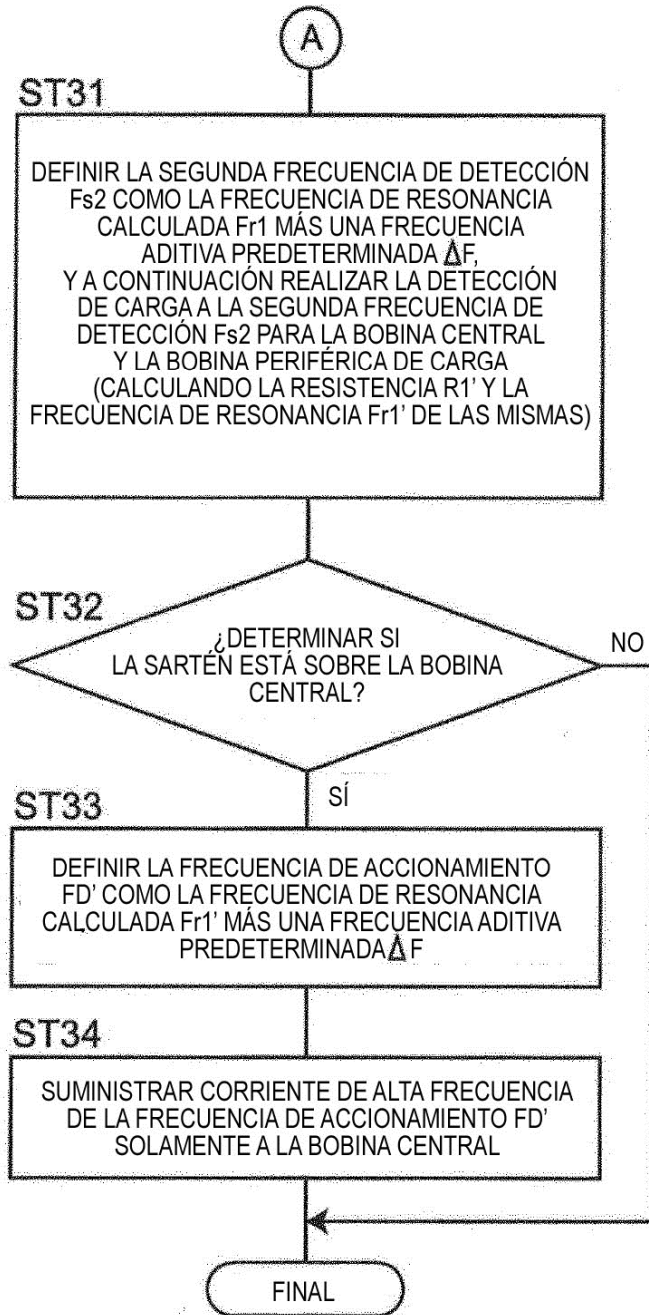 A
ST31
DEFINIR LA SEGUNDA FRECUENCIA DE DETECCIÓN
Fs2 COMO LA FRECUENCIA DE RESONANCIA
CALCULADA Fr1 MÁS UNA FRECUENCIA
ADITIVA PREDETERMINADA ΔF,
Y A CONTINUACIÓN REALIZAR LA DETECCIÓN
DE CARGA A LA SEGUNDA FRECUENCIA DE
DETECCIÓN Fs2 PARA LA BOBINA CENTRAL
Y LA BOBINA PERIFÉRICA DE CARGA
(CALCULANDO LA RESISTENCIA R1' Y LA
FRECUENCIA DE RESONANCIA Fr1' DE LAS MISMAS)
ST32
¿DETERMINAR SI
LA SARTÉN ESTÁ SOBRE LA BOBINA
CENTRAL?
NO
SÍ
ST33
DEFINIR LA FRECUENCIA DE ACCIONAMIENTO
FD' COMO LA FRECUENCIA DE RESONANCIA
CALCULADA Fr1' MÁS UNA FRECUENCIA ADITIVA
PREDETERMINADA Δ F
ST34
SUMINISTRAR CORRIENTE DE ALTA FRECUENCIA
DE LA FRECUENCIA DE ACCIONAMIENTO FD'
SOLAMENTE A LA BOBINA CENTRAL
FINAL